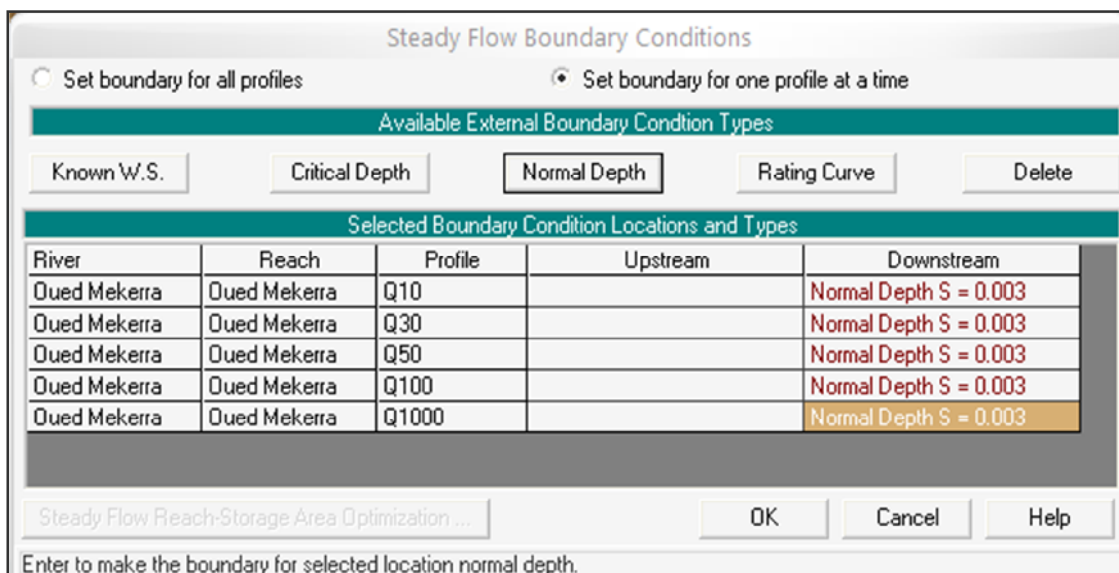 Steady Flow Boundary Conditions
Set boundary for all profiles Set boundary for one profile at a time
Available External Boundary Condtion Types
Known W.S. Critical Depth Normal Depth Rating Curve Delete
Selected Boundary Condition Locations and Types
River Reach Profile Upstream Downstream
Oued Mekerra Oued Mekerra Q10 Normal Depth S = 0.003
Oued Mekerra Oued Mekerra Q30 Normal Depth S = 0.003
Oued Mekerra Oued Mekerra Q50 Normal Depth S = 0.003
Oued Mekerra Oued Mekerra Q100 Normal Depth S = 0.003
Oued Mekerra Oued Mekerra Q1000 Normal Depth S = 0.003
Steady Flow Reach-Storage Area Optimization ... OK Cancel Help
Enter to make the boundary for selected location normal depth.